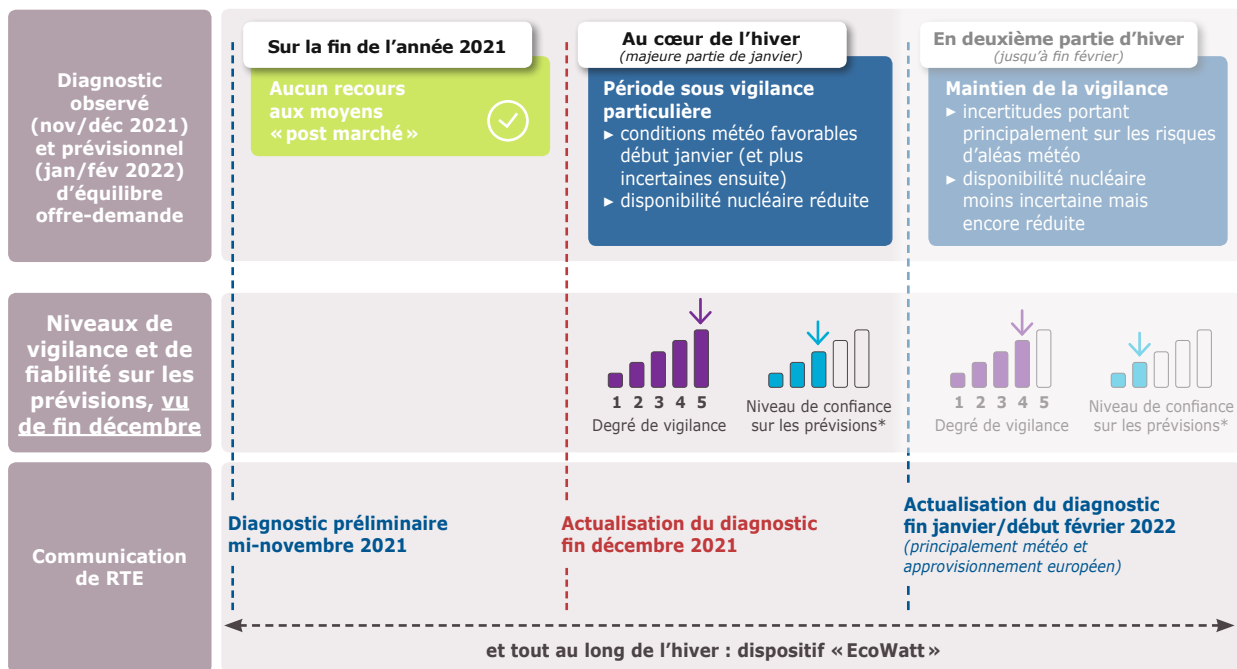 Diagnostic
observé
(nov/déc 2021)
et prévisionnel
(jan/fév 2022)
d'équilibre
offre-demande
Sur la fin de l'année 2021
Aucun recours
aux moyens
« post marché »
Au cœur de l'hiver
(majeure partie de janvier)
Période sous vigilance
particulière
▸ conditions météo favorables
début janvier (et plus
incertaines ensuite)
▸ disponibilité nucléaire réduite
En deuxième partie d'hiver
(jusqu'à fin février)
Maintien de la vigilance
▸ incertitudes portant
principalement sur les risques
d'aléas météo
▸ disponibilité nucléaire
moins incertaine mais
encore réduite
Niveaux de
vigilance et de
fiabilité sur les
prévisions, vu
de fin décembre
1 2 3 4 5
Degré de vigilance
Niveau de confiance
sur les prévisions*
1 2 3 4 5
Degré de vigilance
Niveau de confiance
sur les prévisions*
Communication
de RTE
Diagnostic préliminaire
mi-novembre 2021
Actualisation du diagnostic
fin décembre 2021
Actualisation du diagnostic
fin janvier/début février 2022
(principalement météo et
approvisionnement européen)
et tout au long de l'hiver : dispositif « EcoWatt »